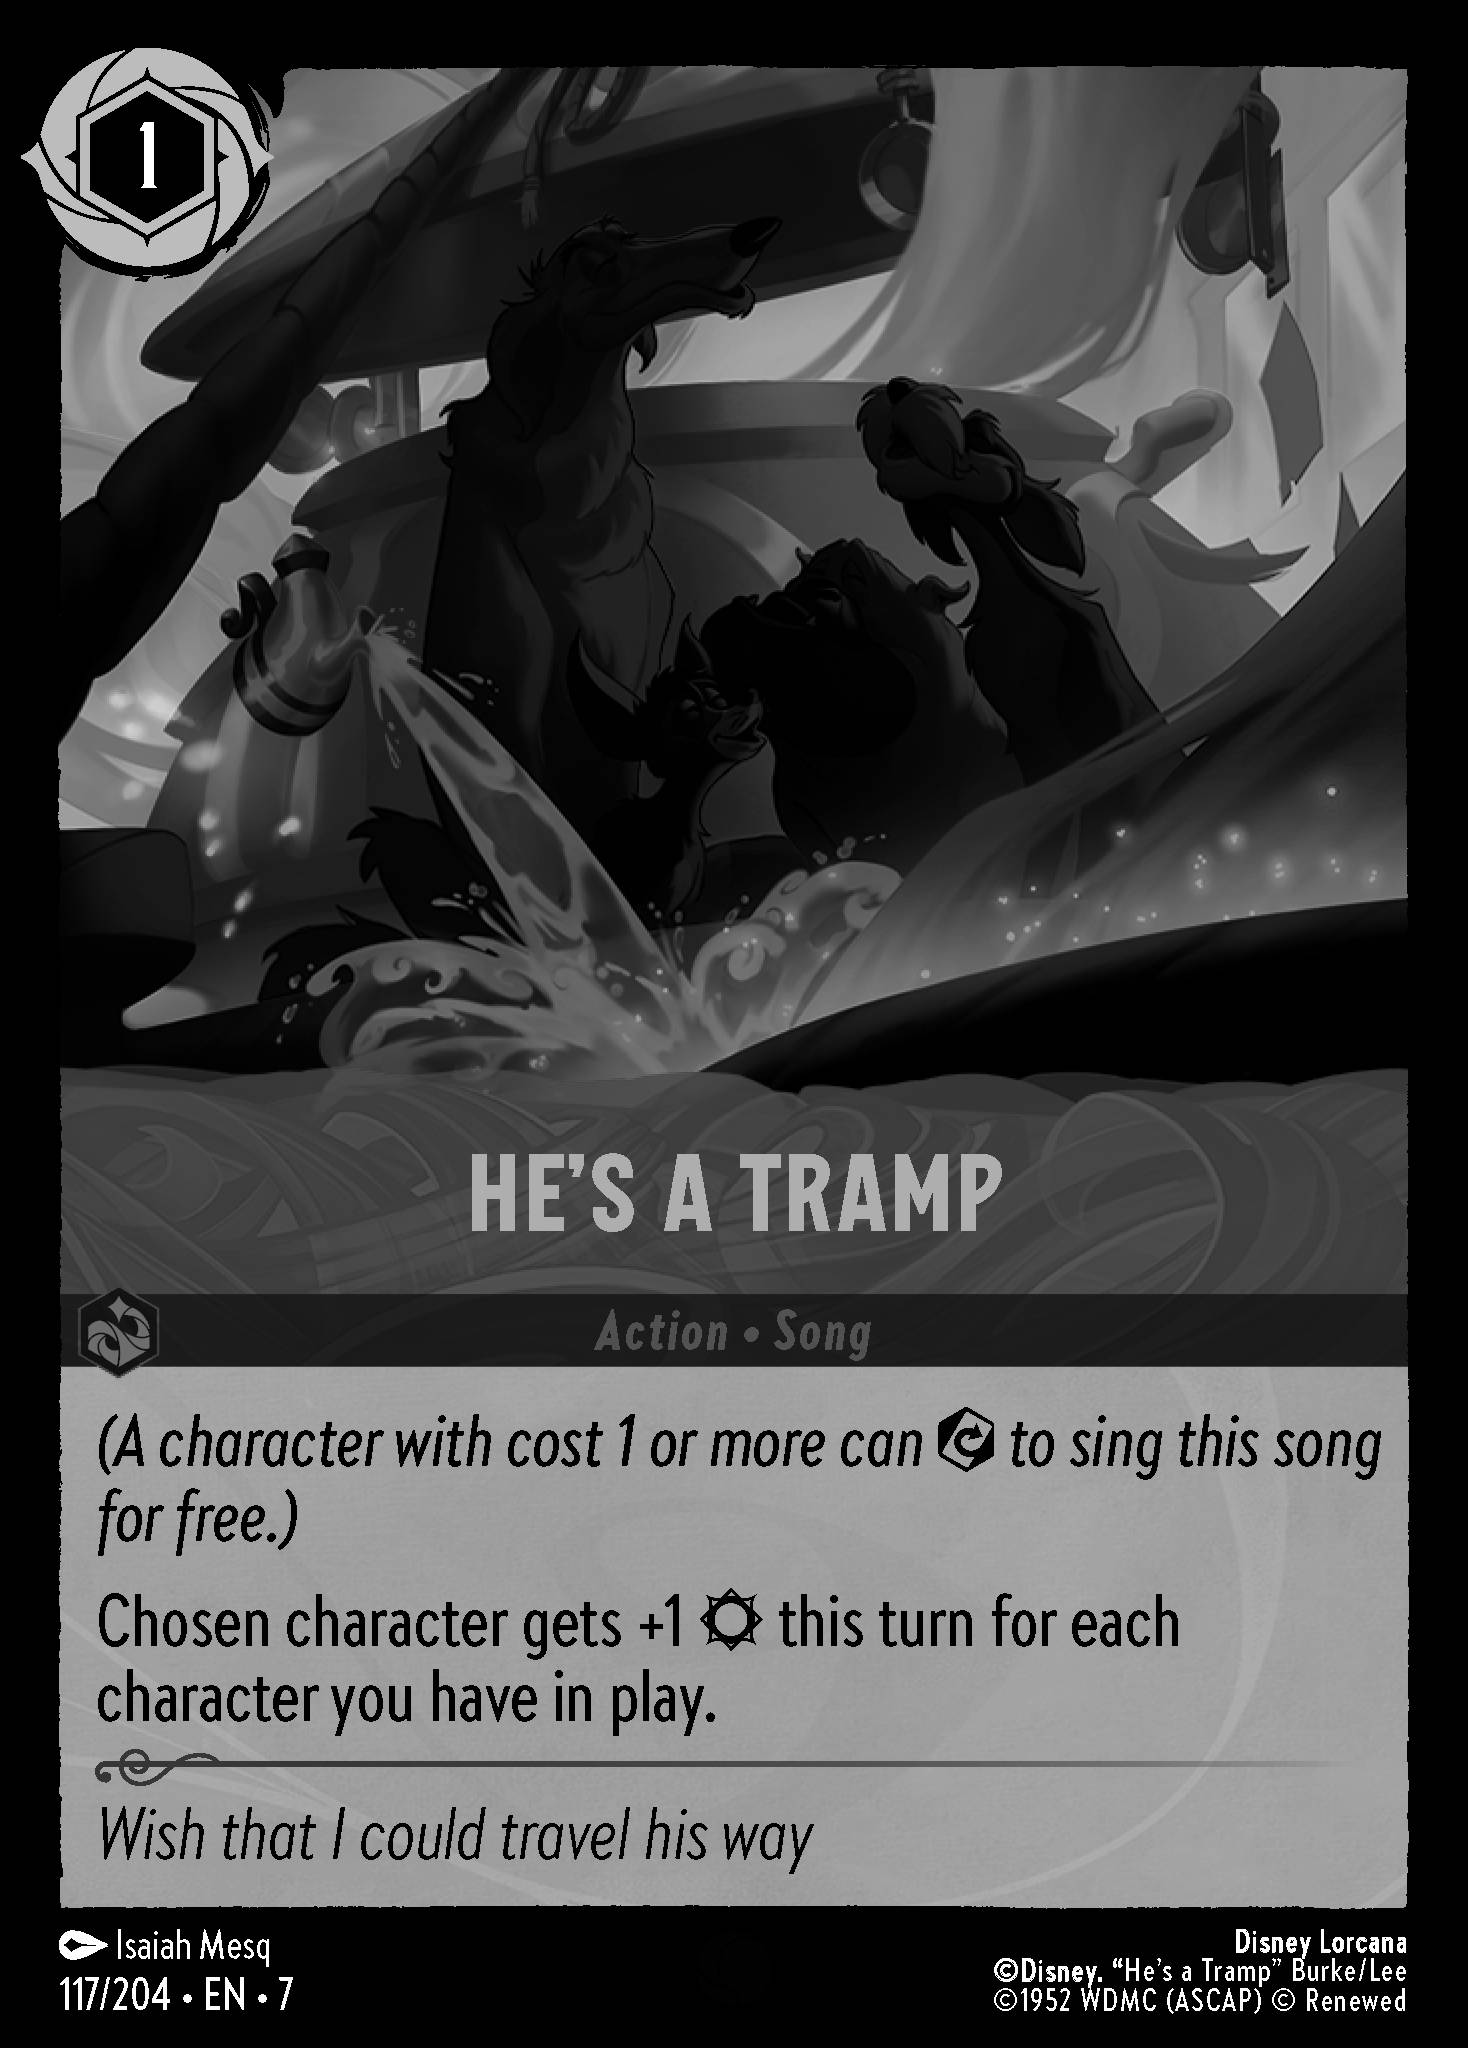 1
HE'S A TRAMP
Action • Song
(A character with cost 1 or more can to sing this song
for free.)
Chosen character gets +1 this turn for each
character you have in play.
Wish that I could travel his way
Isaiah Mesq
117/204 • EN • 7
Disney Lorcana
©Disney. “He’s a Tramp” Burke/Lee
©1952 WDMC (ASCAP) © Renewed